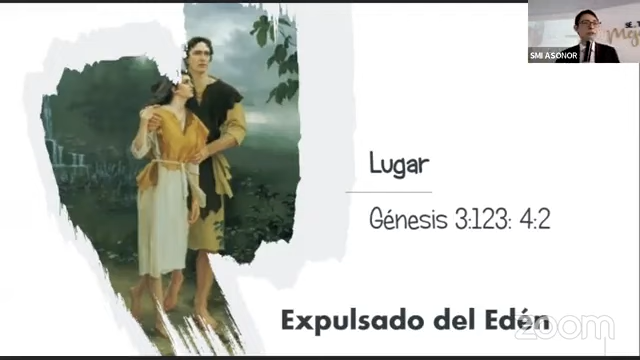 SMI ASONOR
Lugar
Génesis 3:123: 4:2
Expulsado del Edén
zoom